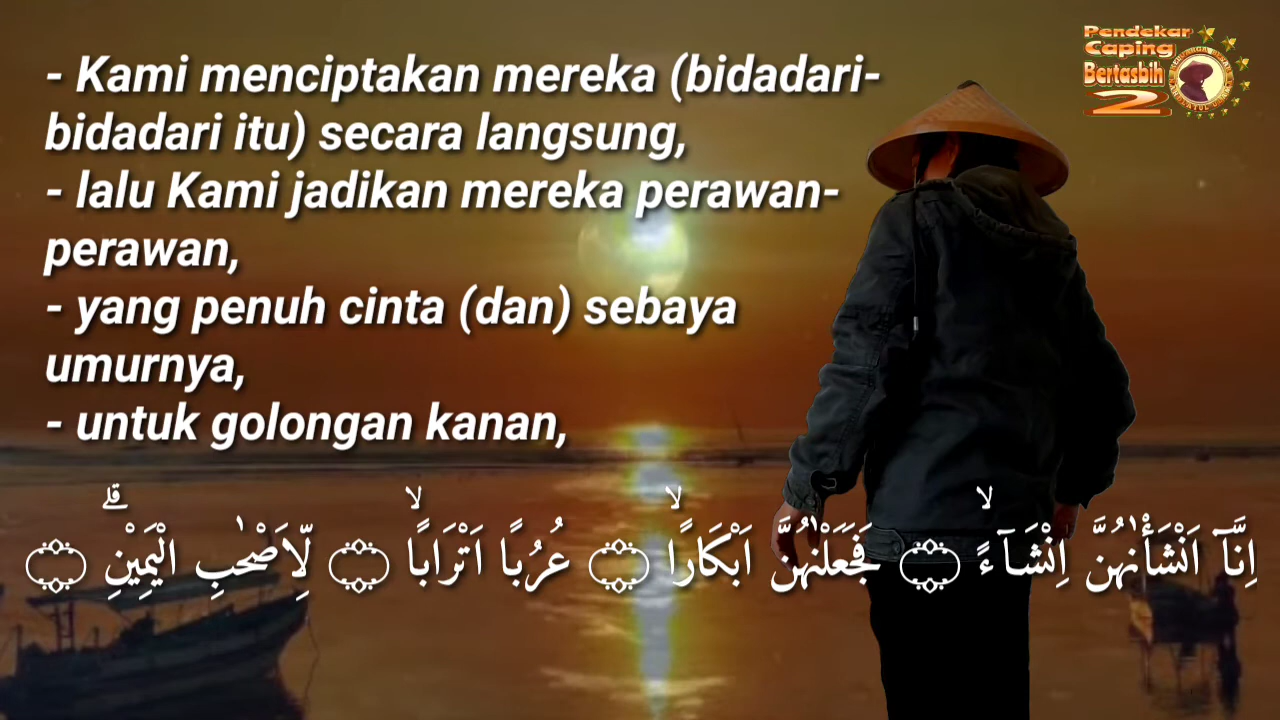 - Kami menciptakan mereka (bidadari-
bidadari itu) secara langsung,
- lalu Kami jadikan mereka perawan-
perawan,
- yang penuh cinta (dan) sebaya
umurnya,
- untuk golongan kanan,
اِنَّآ اَنْشَأْنٰهُنَّ اِنْشَاۤءًۙ ۝ فَجَعَلْنٰهُنَّ اَبْكَارًاۙ ۝ عُرُبًا اَتْرَابًاۙ ۝ لِّاَصْحٰبِ الْيَمِيْنِۗ ۝
Pendekar
Caping
Bertasbih
2